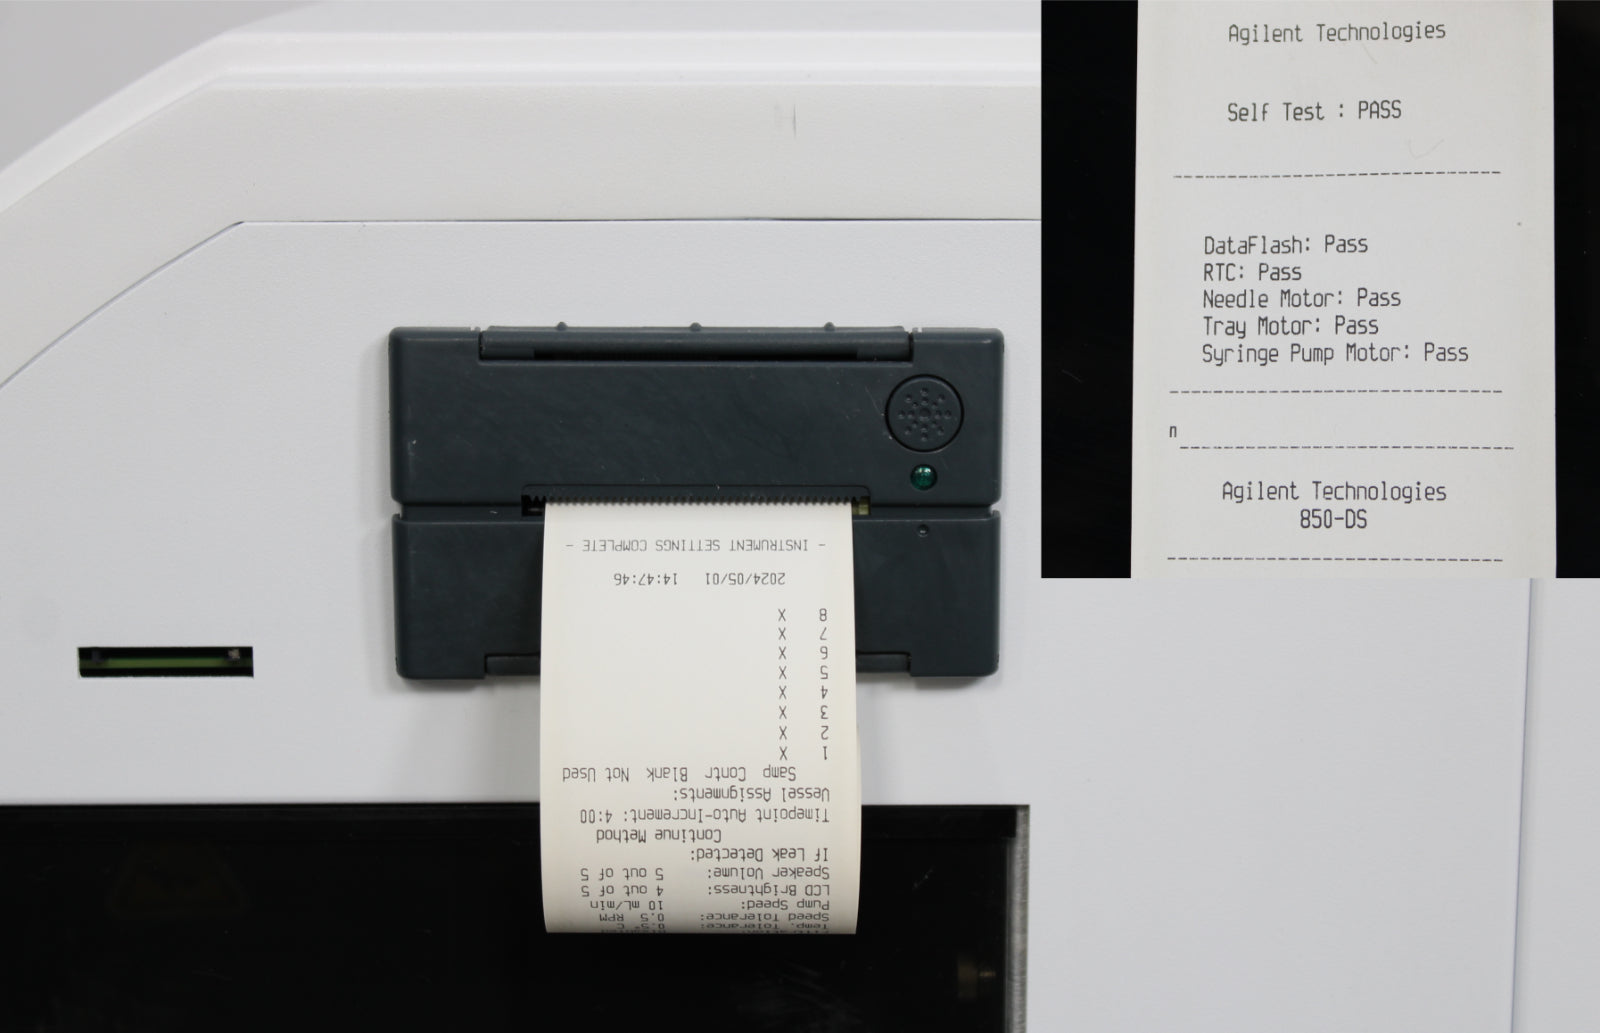 Agilent Technologies
Self Test : PASS
DataFlash: Pass
RTC: Pass
Needle Motor: Pass
Tray Motor: Pass
Syringe Pump Motor: Pass
n
Agilent Technologies
850-DS
Temp. Tolerance: 0.5°C
Speed Tolerance: 0.5 RPM
Pump Speed: 10 mL/min
LCD Brightness: 4 out of 5
Speaker Volume: 5 out of 5
If Leak Detected:
Continue Method
Timepoint Auto-Increment: 4:00
Vessel Assignments:
Samp Contr Blank Not Used
1 X
2 X
3 X
4 X
5 X
6 X
7 X
8 X
2024/05/01 14:47:46
- INSTRUMENT SETTINGS COMPLETE -